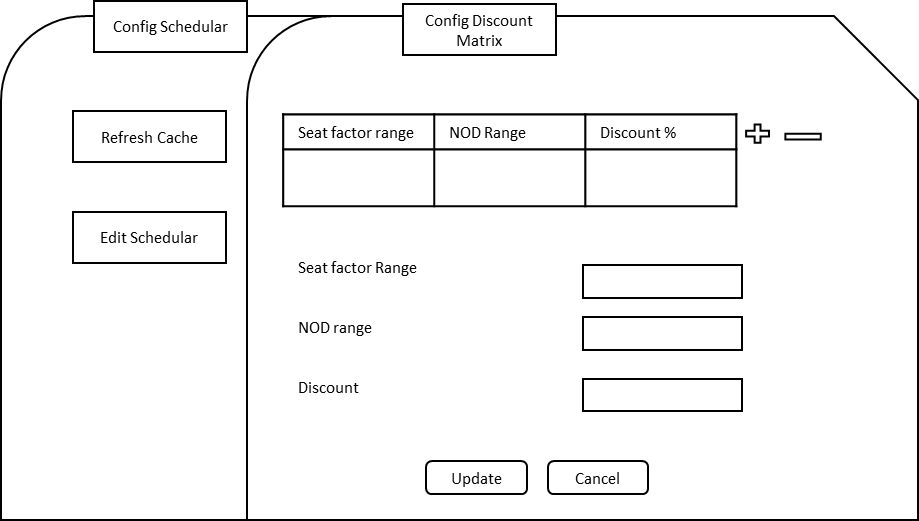 Config Schedular
Config Discount
Matrix
Refresh Cache
Edit Schedular
Seat factor range
NOD Range
Discount %
Seat factor Range
NOD range
Discount
Update
Cancel